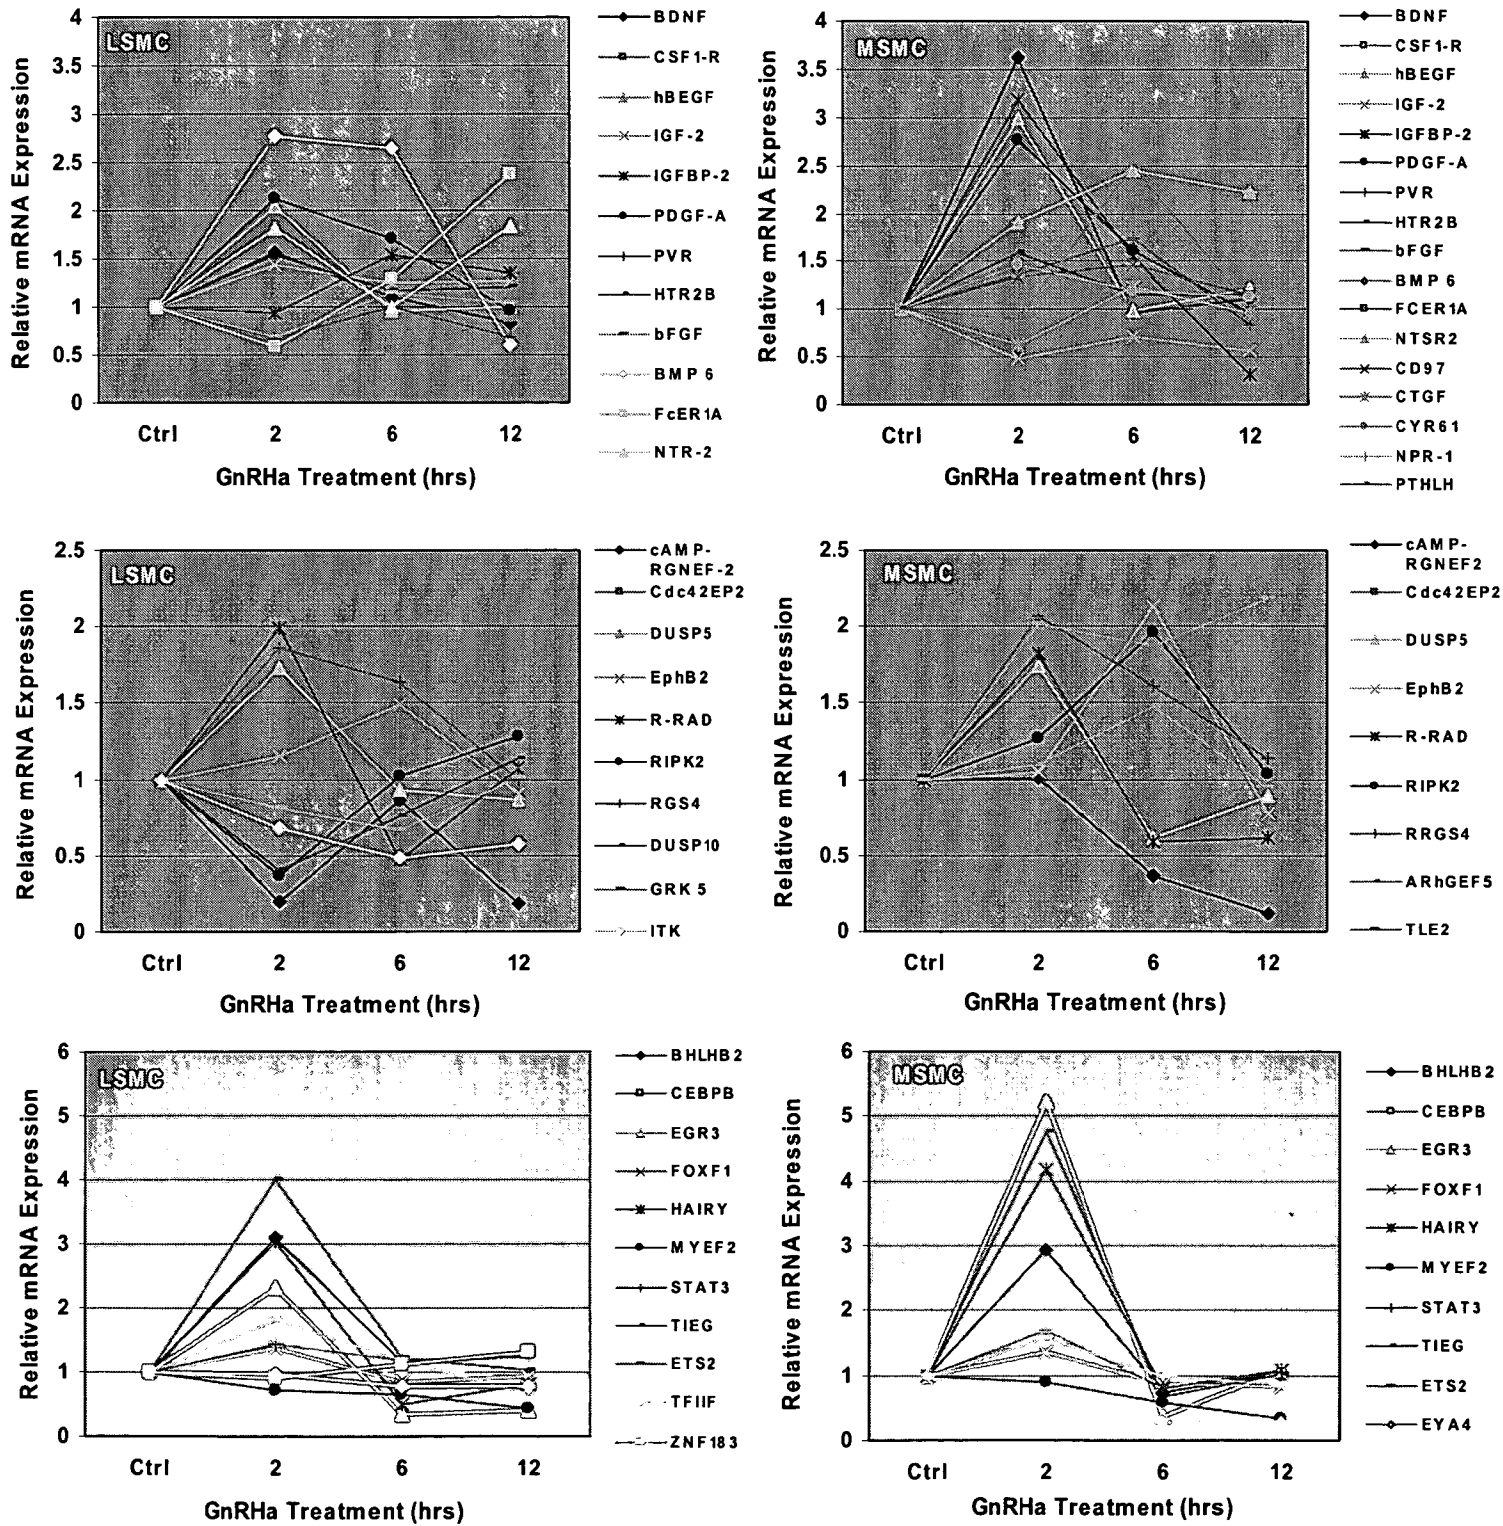 LSMC
Relative mRNA Expression
4
3.5
3
2.5
2
1.5
1
0.5
0
Ctrl 2 6 12
GnRHa Treatment (hrs)
BDNF
CSF1-R
hBEGF
IGF-2
IGFBP-2
PDGF-A
PVR
HTR2B
bFGF
BMP 6
FcER1A
NTR-2
MSMC
Relative mRNA Expression
4
3.5
3
2.5
2
1.5
1
0.5
0
Ctrl 2 6 12
GnRHa Treatment (hrs)
BDNF
CSF1-R
hBEGF
IGF-2
IGFBP-2
PDGF-A
PVR
HTR2B
bFGF
BMP 6
FCER1A
NTSR2
CD97
CTGF
CYR61
NPR-1
PTHLH
LSMC
Relative mRNA Expression
2.5
2
1.5
1
0.5
0
Ctrl 2 6 12
GnRHa Treatment (hrs)
cAMP-
RGNEF-2
Cdc42EP2
DUSP5
EphB2
R-RAD
RIPK2
RGS4
DUSP10
GRK 5
ITK
MSMC
Relative mRNA Expression
2.5
2
1.5
1
0.5
0
Ctrl 2 6 12
GnRHa Treatment (hrs)
cAMP-
RGNEF2
Cdc42EP2
DUSP5
EphB2
R-RAD
RIPK2
RRGS4
ARhGEF5
TLE2
LSMC
Relative mRNA Expression
6
5
4
3
2
1
0
Ctrl 2 6 12
GnRHa Treatment (hrs)
BHLHB2
CEBPB
EGR3
FOXF1
HAIRY
MYEF2
STAT3
TIEG
ETS2
TFIIF
ZNF183
MSMC
Relative mRNA Expression
6
5
4
3
2
1
0
Ctrl 2 6 12
GnRHa Treatment (hrs)
BHLHB2
CEBPB
EGR3
FOXF1
HAIRY
MYEF2
STAT3
TIEG
ETS2
EYA4